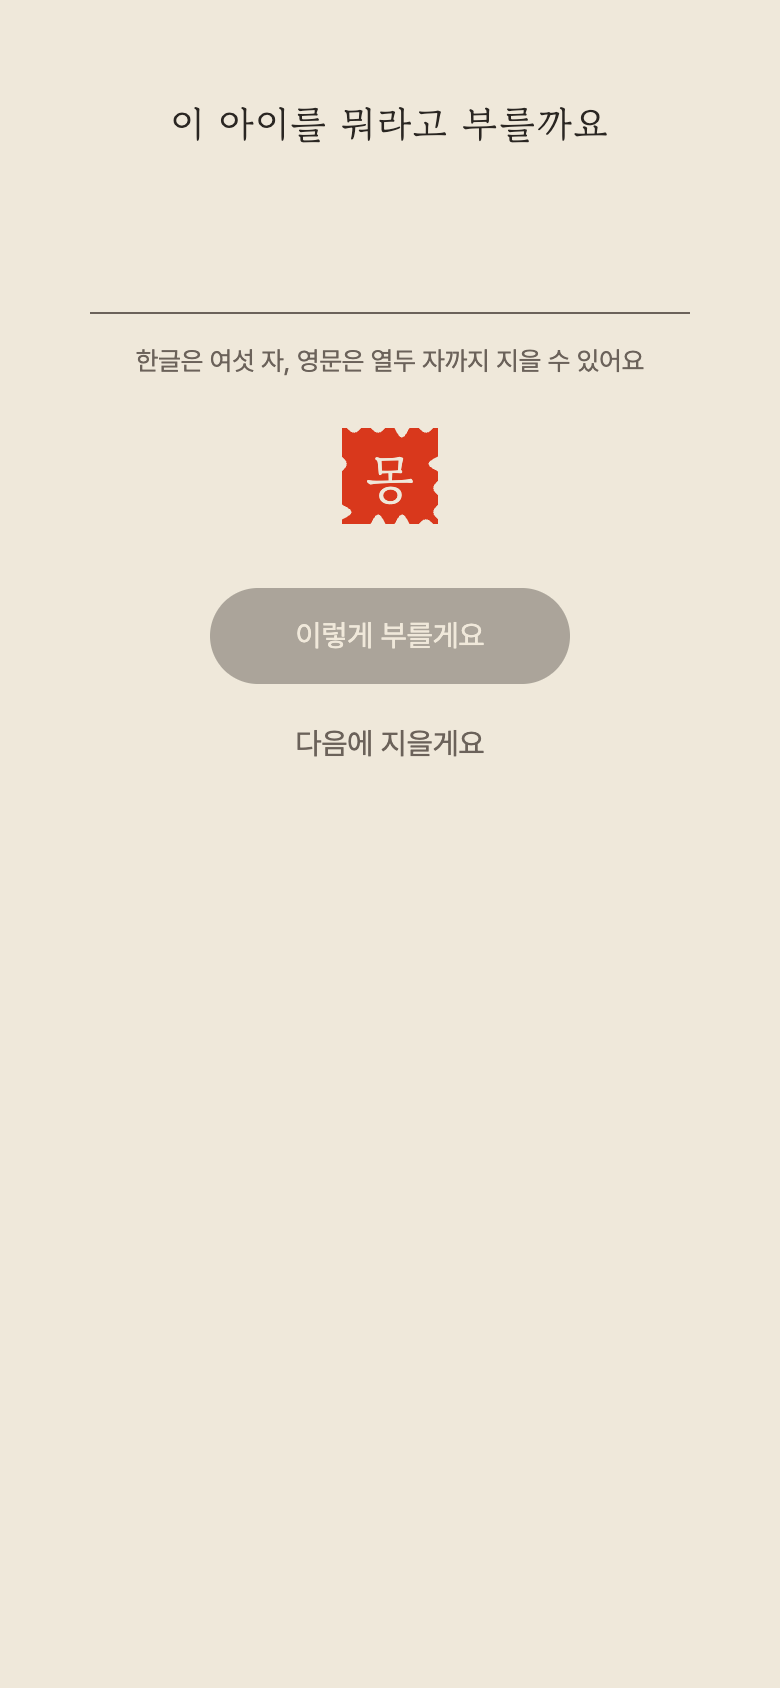 이 아이를 뭐라고 부를까요
한글은 여섯 자, 영문은 열두 자까지 지을 수 있어요
몽
이렇게 부를게요
다음에 지을게요